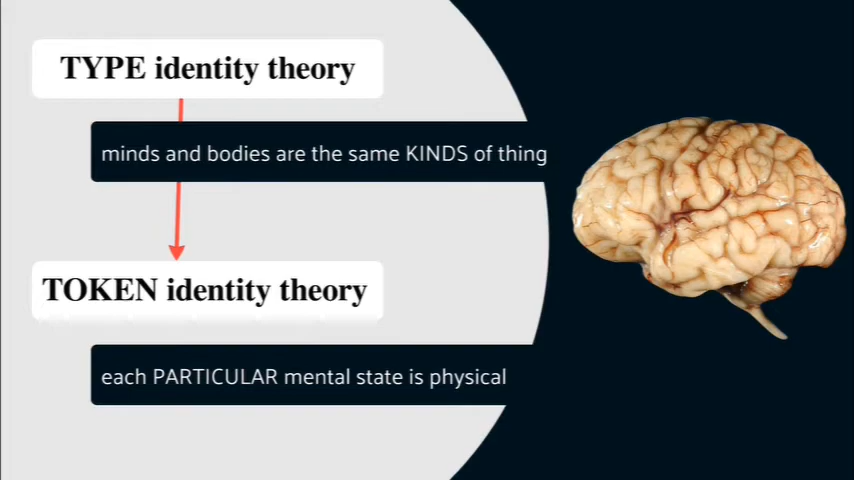 TYPE identity theory
minds and bodies are the same KINDS of thing
TOKEN identity theory
each PARTICULAR mental state is physical